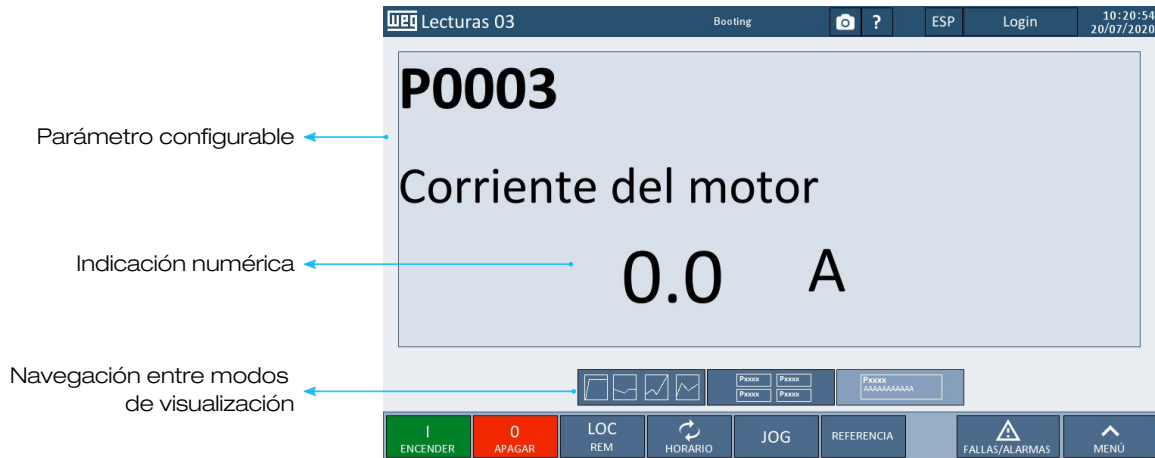 WEG Lecturas 03
Booting
?
ESP
Login
10:20:54
20/07/2020
P0003
Parámetro configurable
Corriente del motor
Indicación numérica
0.0 A
Navegación entre modos
de visualización
Pxxxx Pxxxx
Pxxxx Pxxxx
Pxxxx
AAAAAAAAAAA
I
ENCENDER
0
APAGAR
LOC
REM
HORARIO
JOG
REFERENCIA
FALLAS/ALARMAS
MENÚ